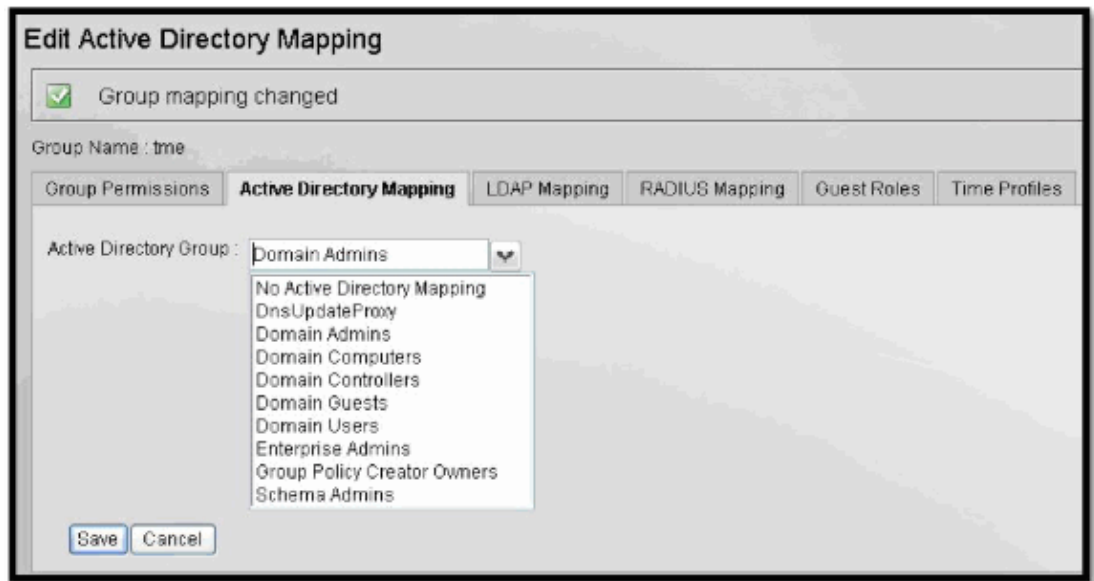 Edit Active Directory Mapping
Group mapping changed
Group Name : tme
Group Permissions Active Directory Mapping LDAP Mapping RADIUS Mapping Guest Roles Time Profiles
Active Directory Group : Domain Admins
No Active Directory Mapping
DnsUpdateProxy
Domain Admins
Domain Computers
Domain Controllers
Domain Guests
Domain Users
Enterprise Admins
Group Policy Creator Owners
Schema Admins
Save Cancel